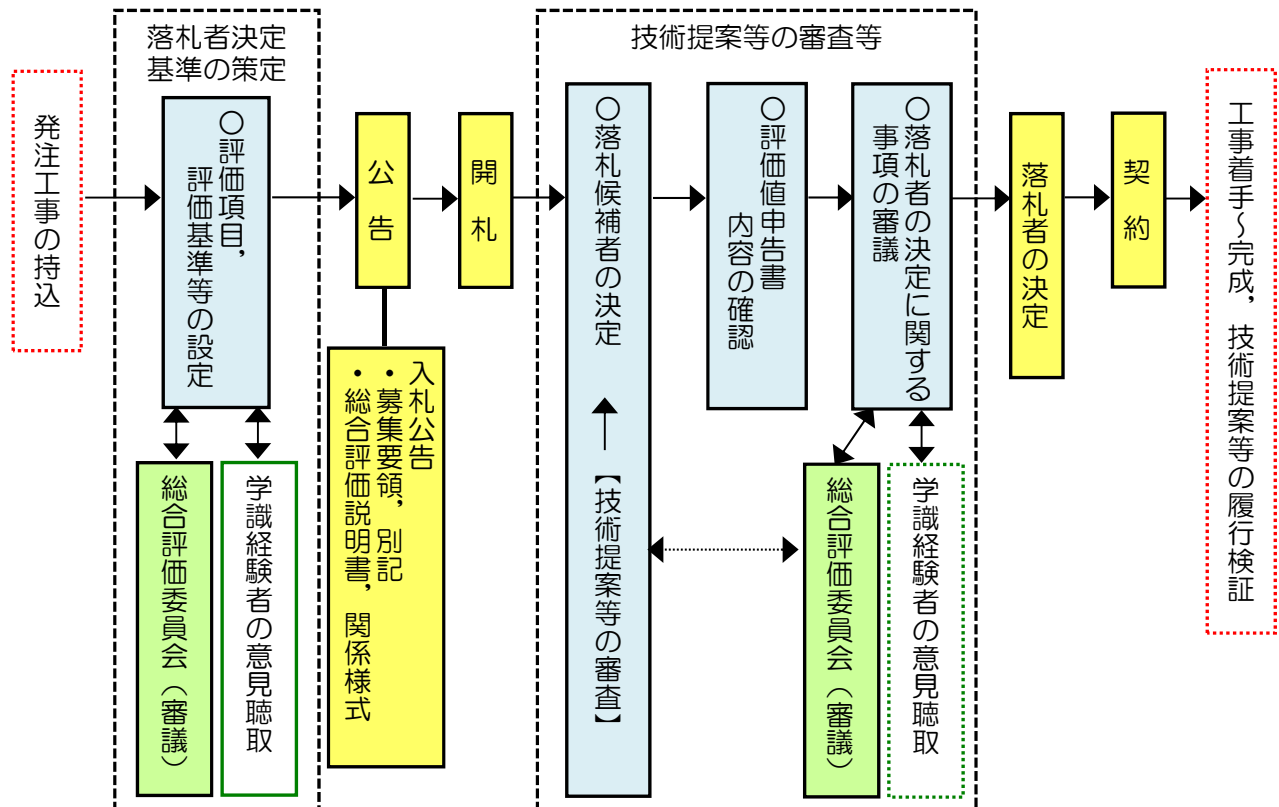 発注工事の持込
落札者決定
基準の策定
〇評価項目，
評価基準等の設定
総合評価委員会（審議）
学識経験者の意見聴取
公告
入札公告
・募集要領，別記
・総合評価説明書，関係様式
開札
技術提案等の審査等
〇落札候補者の決定
【技術提案等の審査】
〇評価値申告書
内容の確認
〇落札者の決定に関する
事項の審議
総合評価委員会（審議）
学識経験者の意見聴取
落札者の決定
契約
工事着手～完成，技術提案等の履行検証